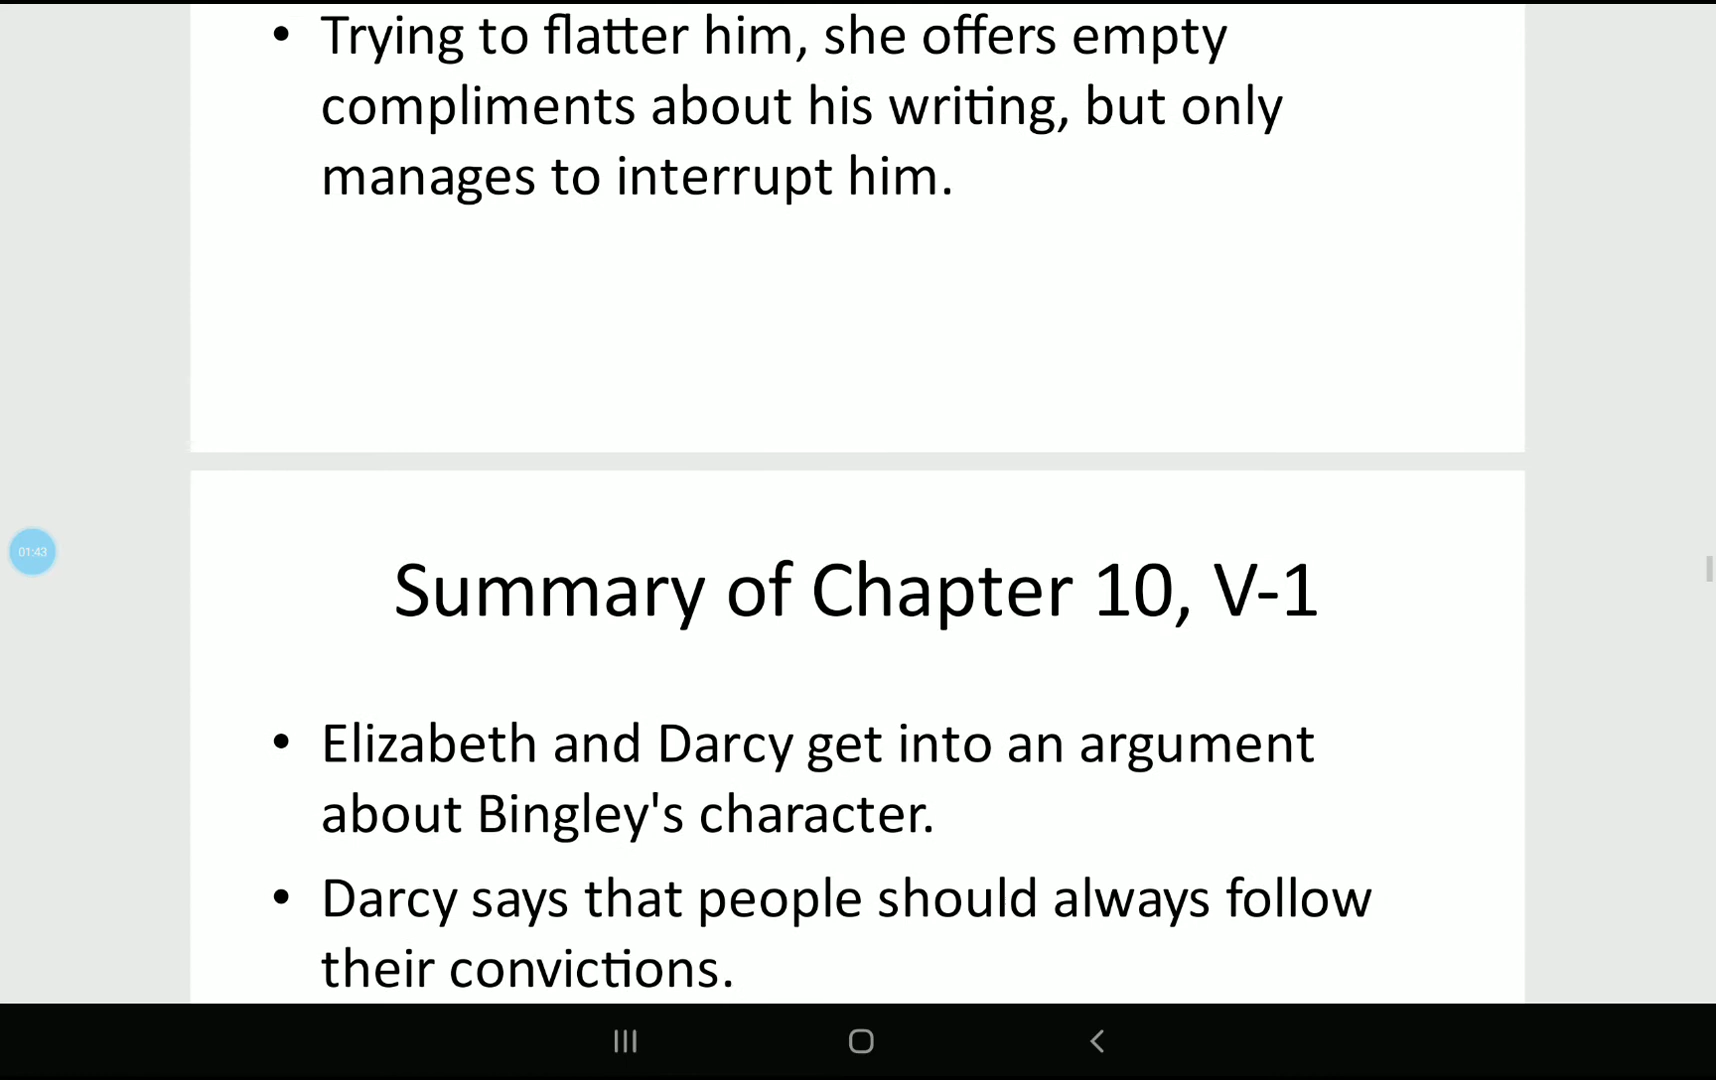 • Trying to flatter him, she offers empty
compliments about his writing, but only
manages to interrupt him.
01:43
Summary of Chapter 10, V-1
• Elizabeth and Darcy get into an argument
about Bingley's character.
• Darcy says that people should always follow
their convictions.